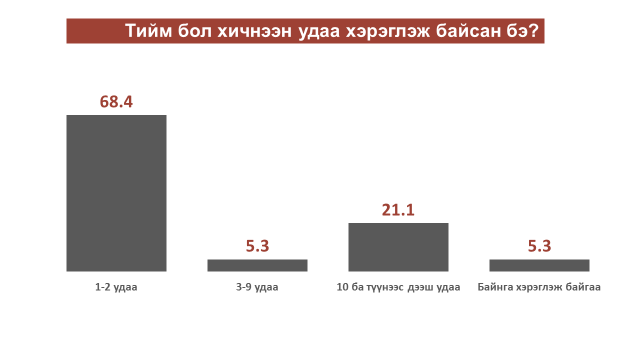 Тийм бол хичнээн удаа хэрэглэж байсан бэ?
68.4
5.3
21.1
5.3
1-2 удаа
3-9 удаа
10 ба түүнээс дээш удаа
Байнга хэрэглэж байгаа